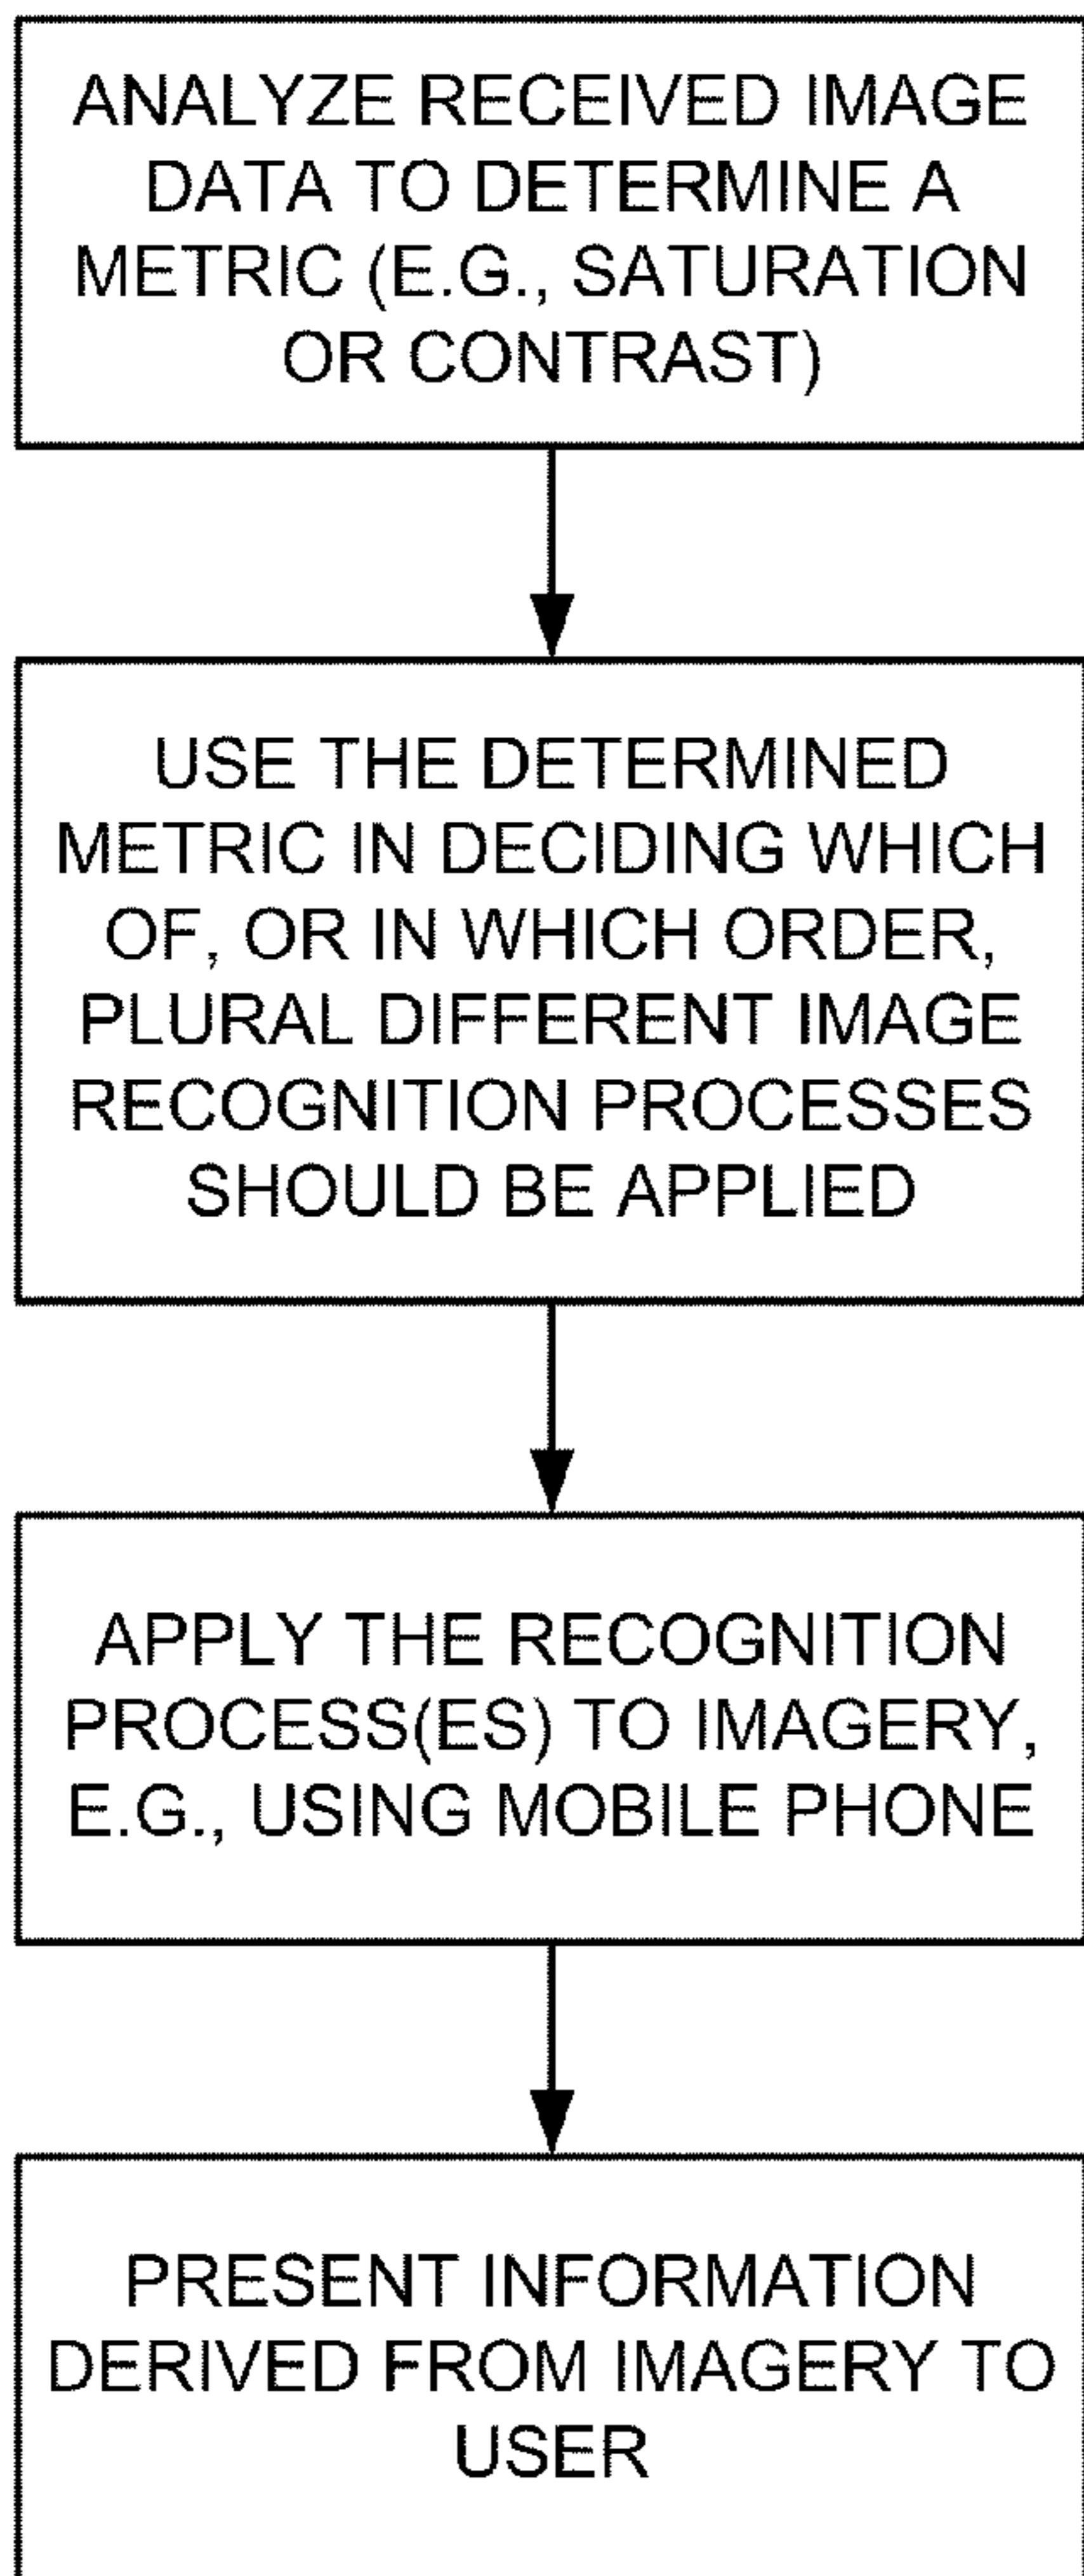 ANALYZE RECEIVED IMAGE
DATA TO DETERMINE A
METRIC (E.G., SATURATION
OR CONTRAST)
USE THE DETERMINED
METRIC IN DECIDING WHICH
OF, OR IN WHICH ORDER,
PLURAL DIFFERENT IMAGE
RECOGNITION PROCESSES
SHOULD BE APPLIED
APPLY THE RECOGNITION
PROCESS(ES) TO IMAGERY,
E.G., USING MOBILE PHONE
PRESENT INFORMATION
DERIVED FROM IMAGERY TO
USER